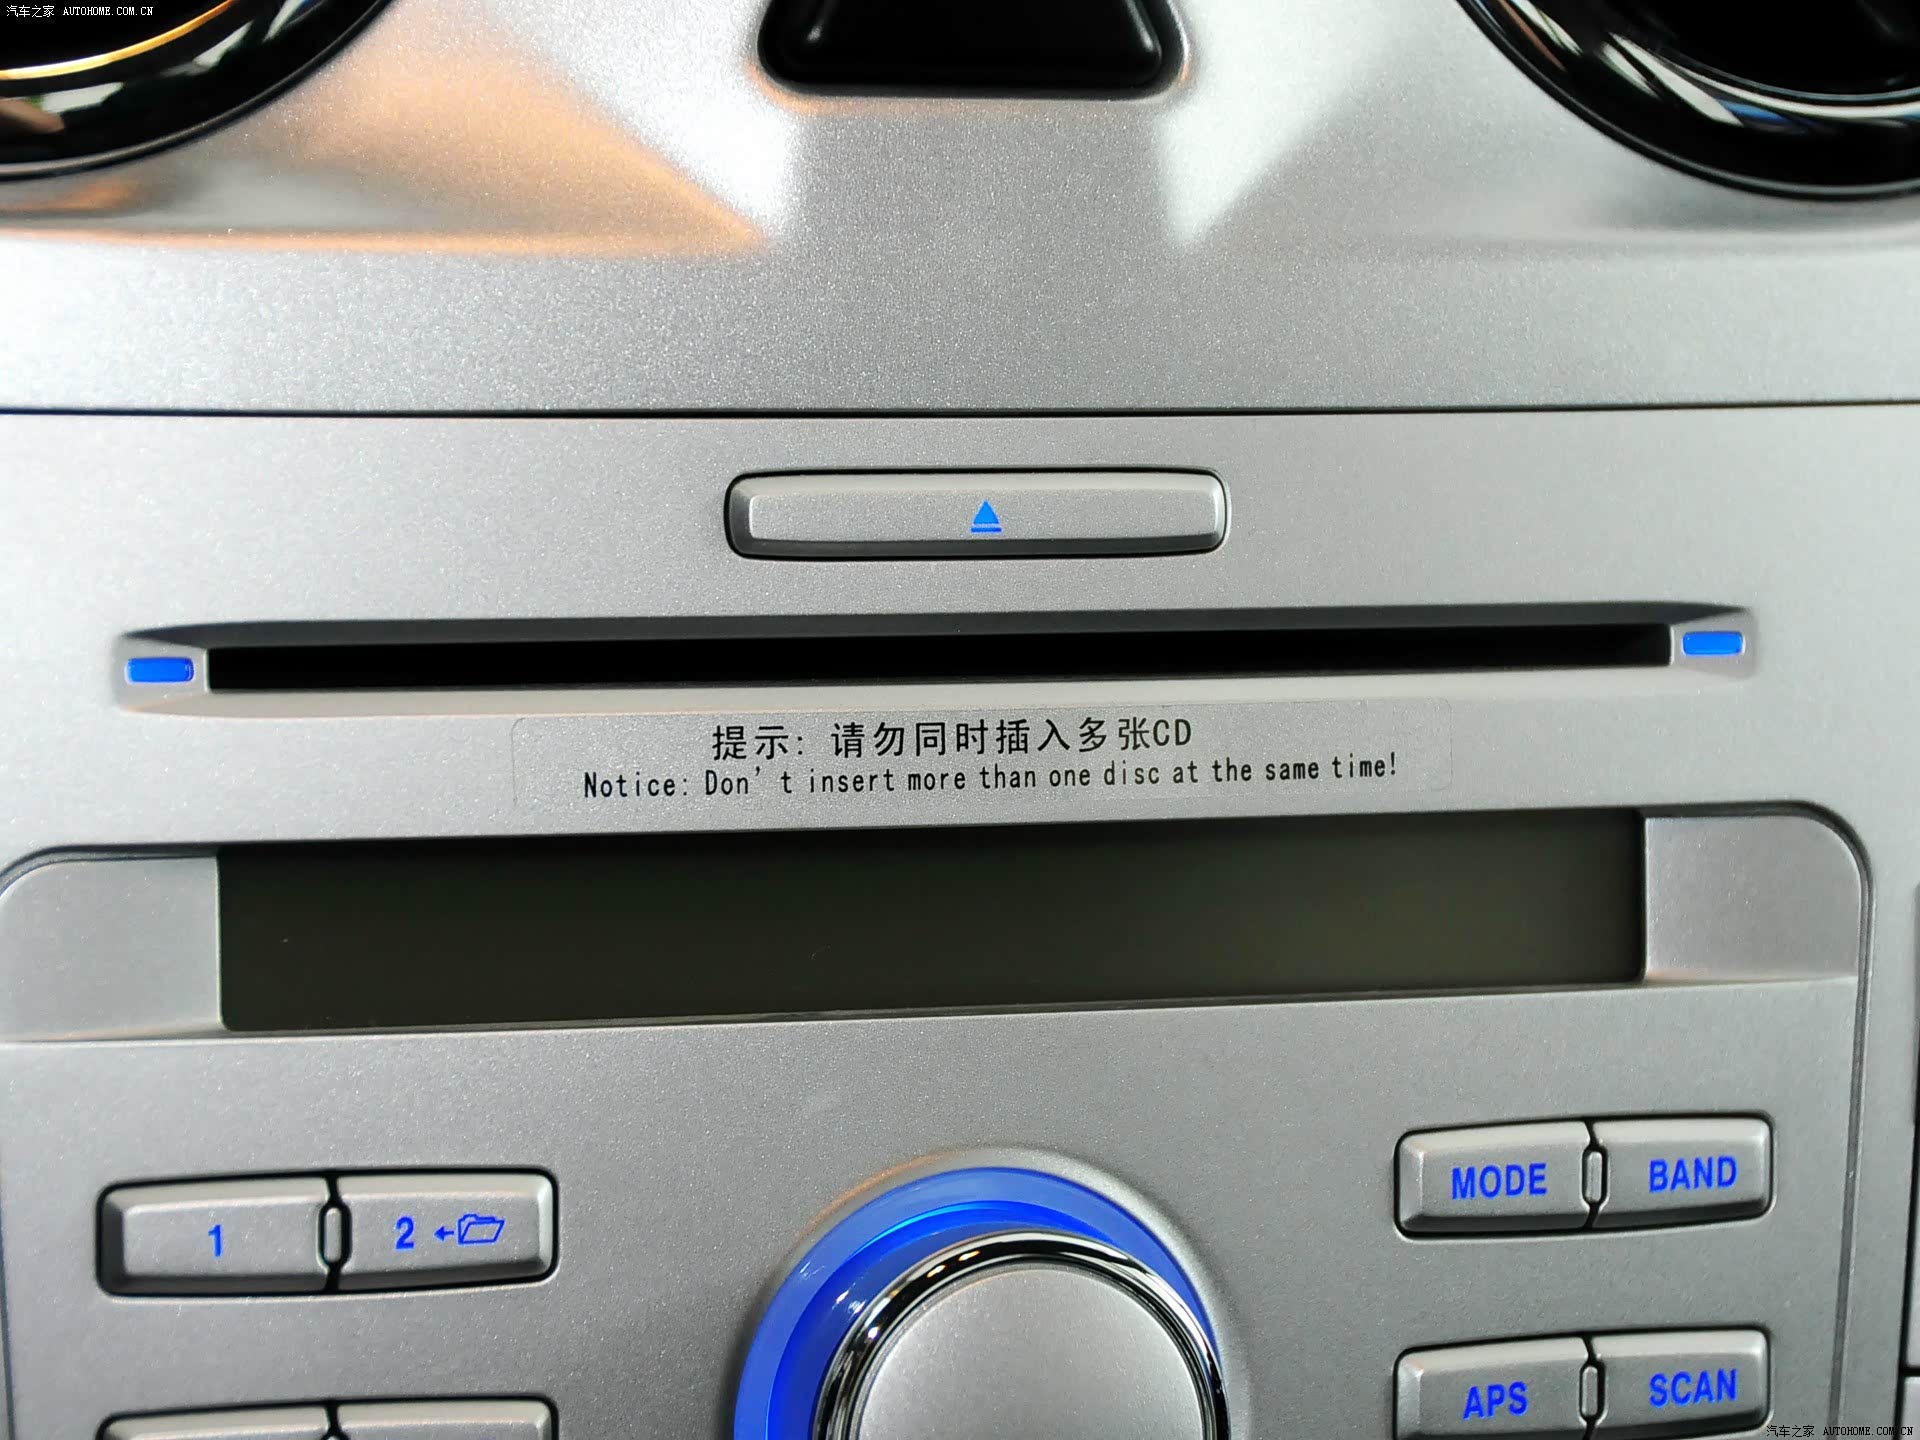 汽车之家 AUTOHOME.COM.CN
提示: 请勿同时插入多张CD
Notice: Don't insert more than one disc at the same time!
MODE BAND
1 2
APS SCAN
汽车之家 AUTOHOME.COM.CN